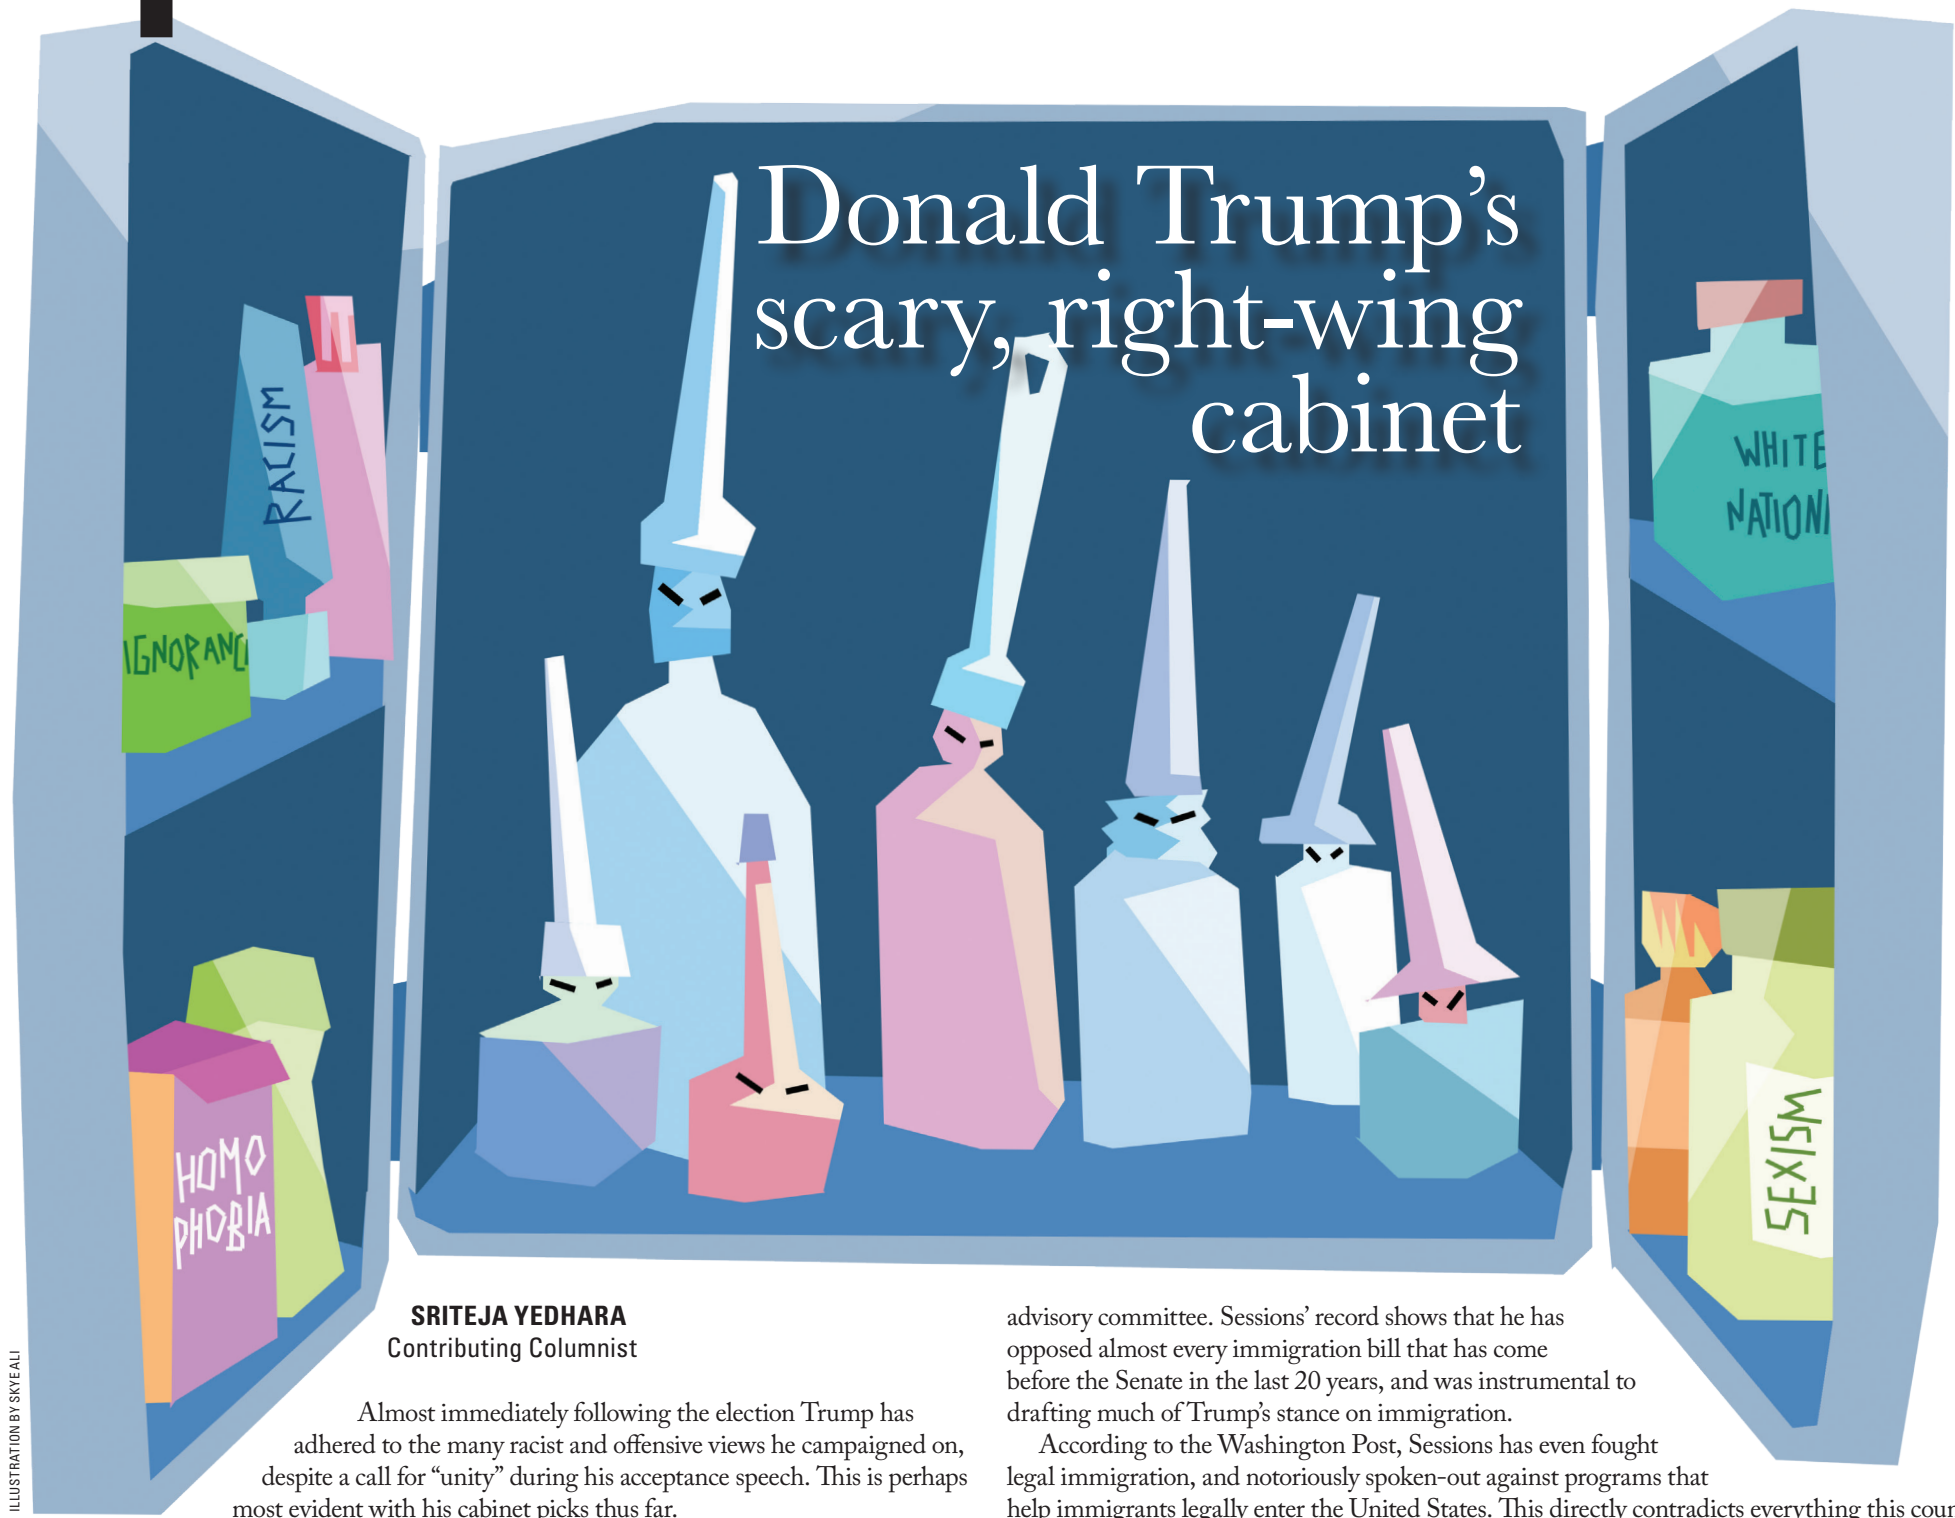 Donald Trump’s
scary, right-wing
cabinet
RACISM
IGNORANC
HOMO
PHOBIA
WHITE
NATION
SEXISM
ILLUSTRATION BY SKYE ALI
SRITEJA YEDHARA
Contributing Columnist
Almost immediately following the election Trump has
adhered to the many racist and offensive views he campaigned on,
despite a call for “unity” during his acceptance speech. This is perhaps
most evident with his cabinet picks thus far.
advisory committee. Sessions’ record shows that he has
opposed almost every immigration bill that has come
before the Senate in the last 20 years, and was instrumental to
drafting much of Trump’s stance on immigration.
According to the Washington Post, Sessions has even fought
legal immigration, and notoriously spoken-out against programs that
help immigrants legally enter the United States. This directly contradicts everything this